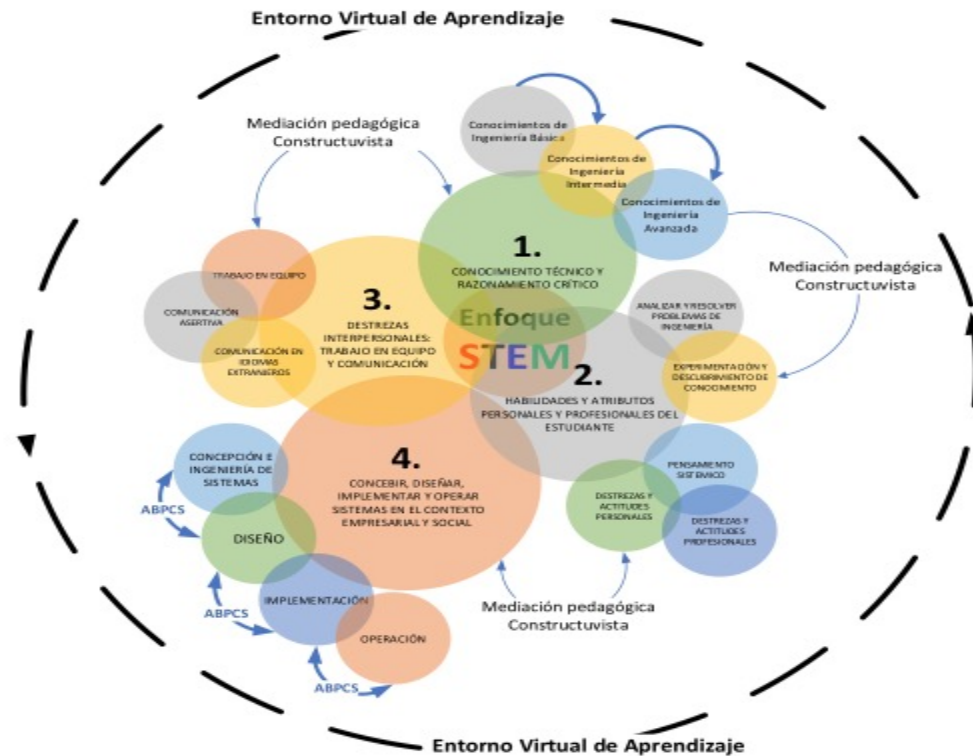 Entorno Virtual de Aprendizaje
Mediación pedagógica
Constructuvista
Conocimientos de
Ingeniería Básica
Conocimientos de
Ingeniería
Intermedia
Conocimientos de
Ingeniería
Avanzada
1.
CONOCIMIENTO TÉCNICO Y
RAZONAMIENTO CRÍTICO
Mediación pedagógica
Constructuvista
TRABAJO EN EQUIPO
COMUNICACIÓN
ASERTIVA
COMUNICACIÓN EN
IDIOMAS
EXTRANJEROS
3.
DESTREZAS
INTERPERSONALES:
TRABAJO EN EQUIPO
Y COMUNICACIÓN
Enfoque
STEM
ANALIZAR Y RESOLVER
PROBLEMAS DE
INGENIERÍA
EXPERIMENTACIÓN Y
DESCUBRIMIENTO DE
CONOCIMIENTO
2.
HABILIDADES Y ATRIBUTOS
PERSONALES Y PROFESIONALES DEL
ESTUDIANTE
4.
CONCEBIR, DISEÑAR,
IMPLEMENTAR Y OPERAR
SISTEMAS EN EL CONTEXTO
EMPRESARIAL Y SOCIAL
CONCEPCIÓN E
INGENIERÍA DE
SISTEMAS
ABPCS
DISEÑO
ABPCS
IMPLEMENTACIÓN
OPERACIÓN
ABPCS
PENSAMIENTO
SISTEMICO
DESTREZAS Y
ACTITUDES
PERSONALES
DESTREZAS Y
ACTITUDES
PROFESIONALES
Mediación pedagógica
Constructuvista
Entorno Virtual de Aprendizaje